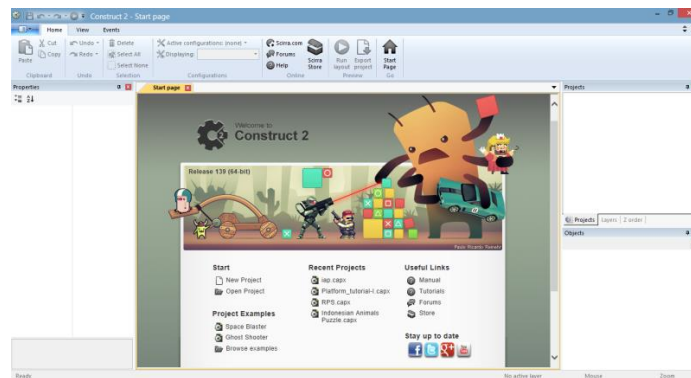 Construct 2 - Start page
Home View Events
Paste
Cut
Copy
Clipboard
Undo
Redo
Undo
Delete
Select All
Select None
Selection
Active configurations: (none)
Displaying:
Configurations
Scirra.com
Forums
Help
Scirra Store
Online
Run layout
Export project
Preview
Start Page
Go
Properties
Start page
Projects
Welcome to
Construct 2
Release 139 (64-bit)
Start
New Project
Open Project
Project Examples
Space Blaster
Ghost Shooter
Browse examples
Recent Projects
iap.capx
Platform_tutorial-i.capx
RPS.capx
Indonesian Animals
Puzzle.capx
Useful Links
Manual
Tutorials
Forums
Store
Stay up to date
Projects Layers Z order
Objects
Ready
No active layer Mouse Zoom